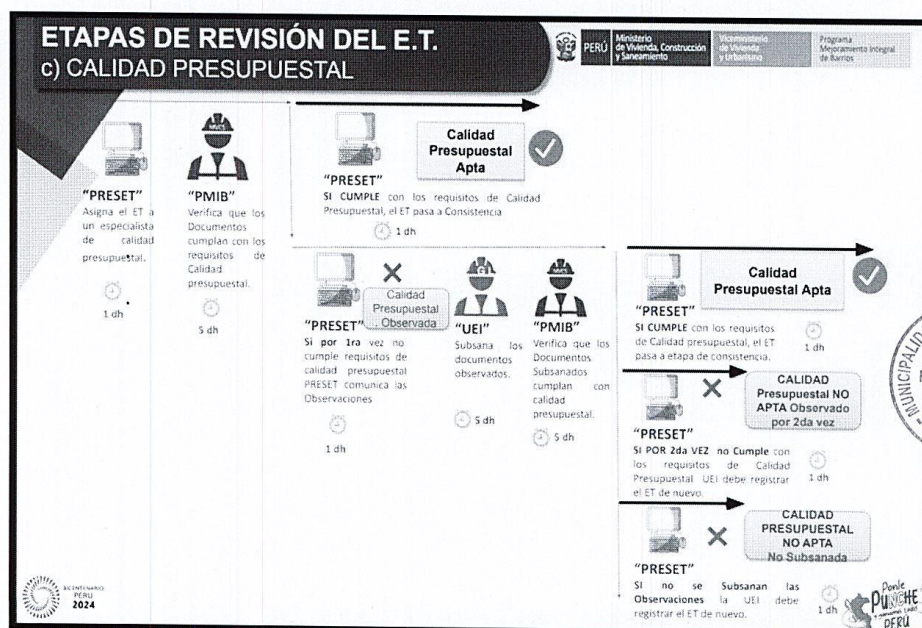 ETAPAS DE REVISIÓN DEL E.T.
c) CALIDAD PRESUPUESTAL
PERÚ
Ministerio
de Vivienda, Construcción
y Saneamiento
Viceministerio
de Vivienda
y Urbanismo
Programa
Mejoramiento Integral
de Barrios
"PRESET"
Asigna el ET a
un especialista
de calidad
presupuestal.
1 dh
MVCS
"PMIB"
Verifica que los
Documentos
cumplan con los
requisitos de
Calidad
presupuestal.
5 dh
Calidad
Presupuestal
Apta
"PRESET"
SI CUMPLE con los requisitos de Calidad
Presupuestal, el ET pasa a Consistencia
1 dh
Calidad
Presupuestal
Observada
"PRESET"
Si por 1ra vez no
cumple requisitos de
calidad presupuestal
PRESET comunica las
Observaciones
1 dh
"UEI"
Subsana los
documentos
observados.
5 dh
MVCS
"PMIB"
Verifica que los
Documentos
Subsanados
cumplan con
calidad
presupuestal.
5 dh
Calidad
Presupuestal Apta
"PRESET"
SI CUMPLE con los requisitos
de Calidad presupuestal, el ET
pasa a etapa de consistencia.
1 dh
CALIDAD
Presupuestal NO
APTA Observado
por 2da vez
"PRESET"
SI POR 2da VEZ no Cumple con
los requisitos de Calidad
Presupuestal UEI debe registrar
el ET de nuevo.
1 dh
CALIDAD
PRESUPUESTAL
NO APTA
No Subsanada
"PRESET"
SI no se Subsanan las
Observaciones la UEI debe
registrar el ET de nuevo.
1 dh
BICENTENARIO
PERÚ
2024
Ponle
PUNCHE
PERÚ